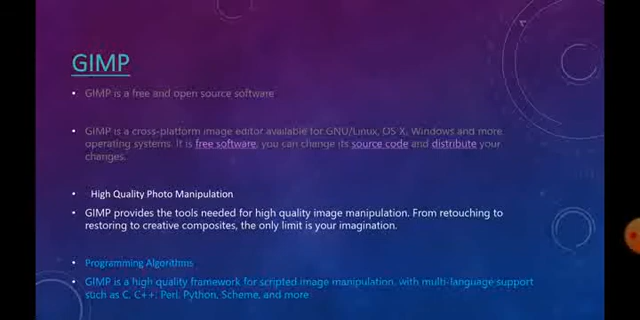 GIMP
• GIMP is a free and open source software
• GIMP is a cross-platform image editor available for GNU/Linux, OS X, Windows and more
operating systems. It is free software, you can change its source code and distribute your
changes.
• High Quality Photo Manipulation
• GIMP provides the tools needed for high quality image manipulation. From retouching to
restoring to creative composites, the only limit is your imagination.
• Programming Algorithms
• GIMP is a high quality framework for scripted image manipulation, with multi-language support
such as C, C++, Perl, Python, Scheme, and more